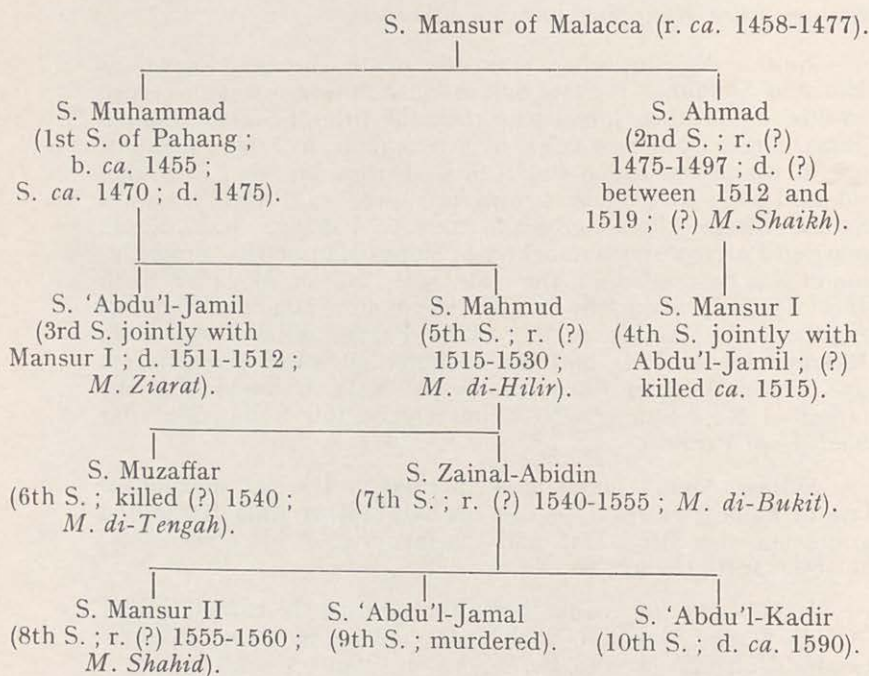 S. Mansur of Malacca (r. ca. 1458-1477).
S. Muhammad
(1st S. of Pahang ;
b. ca. 1455 ;
S. ca. 1470 ; d. 1475).
S. Ahmad
(2nd S. ; r. (?)
1475-1497 ; d. (?)
between 1512 and
1519 ; (?) M. Shaikh).
S. ‘Abdu'l-Jamil
(3rd S. jointly with
Mansur I ; d. 1511-1512 ;
M. Ziarat).
S. Mahmud
(5th S. ; r. (?)
1515-1530 ;
M. di-Hilir).
S. Mansur I
(4th S. jointly with
Abdu'l-Jamil ; (?)
killed ca. 1515).
S. Muzaffar
(6th S. ; killed (?) 1540 ;
M. di-Tengah).
S. Zainal-Abidin
(7th S. ; r. (?) 1540-1555 ; M. di-Bukit).
S. Mansur II
(8th S. ; r. (?) 1555-1560 ;
M. Shahid).
S. ‘Abdu'l-Jamal
(9th S. ; murdered).
S. ‘Abdu'l-Kadir
(10th S. ; d. ca. 1590).